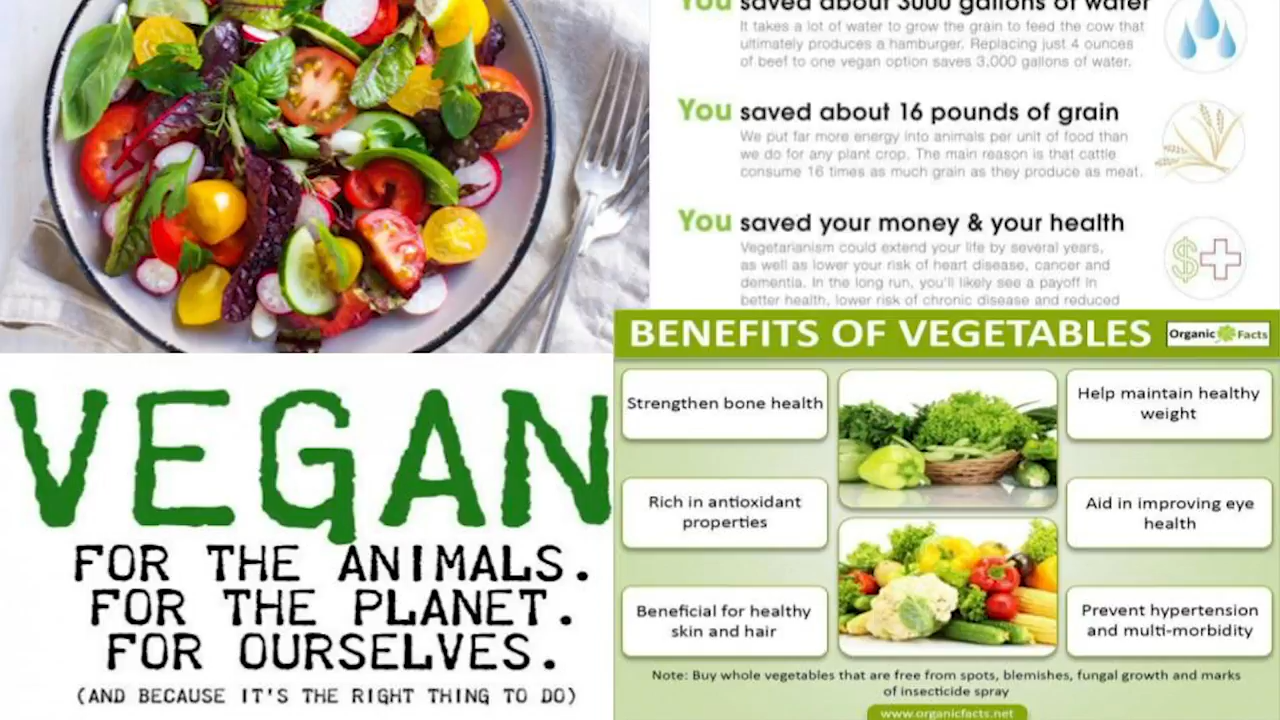 You saved about 3000 gallons of water
It takes a lot of water to grow the grain to feed the cow that
ultimately produces a hamburger. Replacing just 4 ounces
of beef to one vegan option saves 3,000 gallons of water.
You saved about 16 pounds of grain
We put far more energy into animals per unit of food than
we do for any plant crop. The main reason is that cattle
consume 16 times as much grain as they produce as meat.
You saved your money & your health
Vegetarianism could extend your life by several years,
as well as lower your risk of heart disease, cancer and
dementia. In the long run, you'll likely see a payoff in
better health, lower risk of chronic disease and reduced
VEGAN
FOR THE ANIMALS.
FOR THE PLANET.
FOR OURSELVES.
(AND BECAUSE IT'S THE RIGHT THING TO DO)
BENEFITS OF VEGETABLES
Organic Facts
Strengthen bone health
Rich in antioxidant
properties
Beneficial for healthy
skin and hair
Help maintain healthy
weight
Aid in improving eye
health
Prevent hypertension
and multi-morbidity
Note: Buy whole vegetables that are free from spots, blemishes, fungal growth and marks
of insecticide spray
www.organicfacts.net